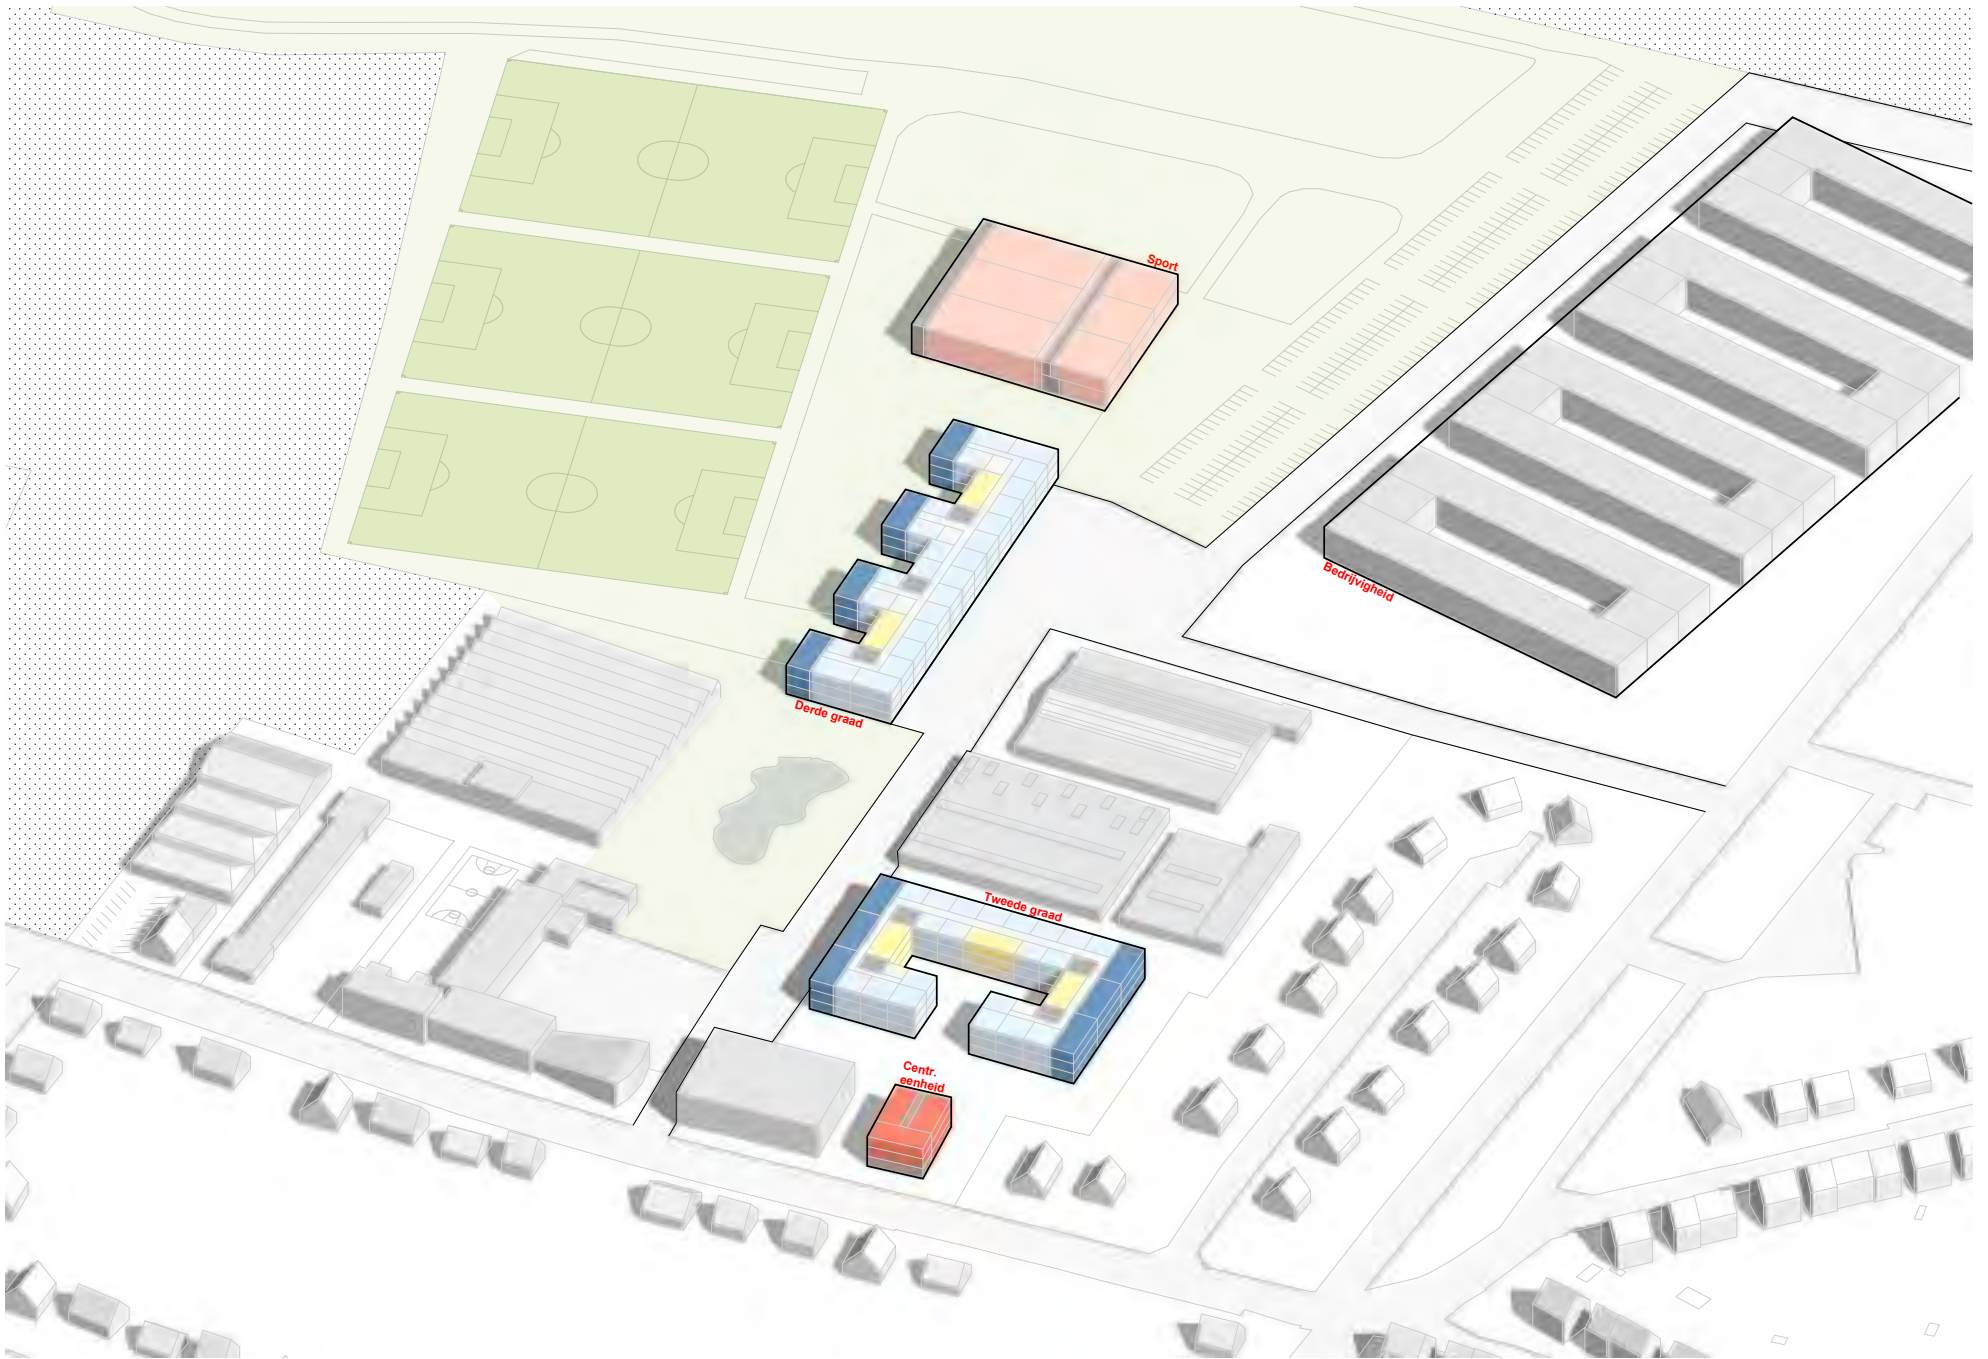 Sport
Bedrijvigheid
Derde graad
Tweede graad
Centr.
eenheid